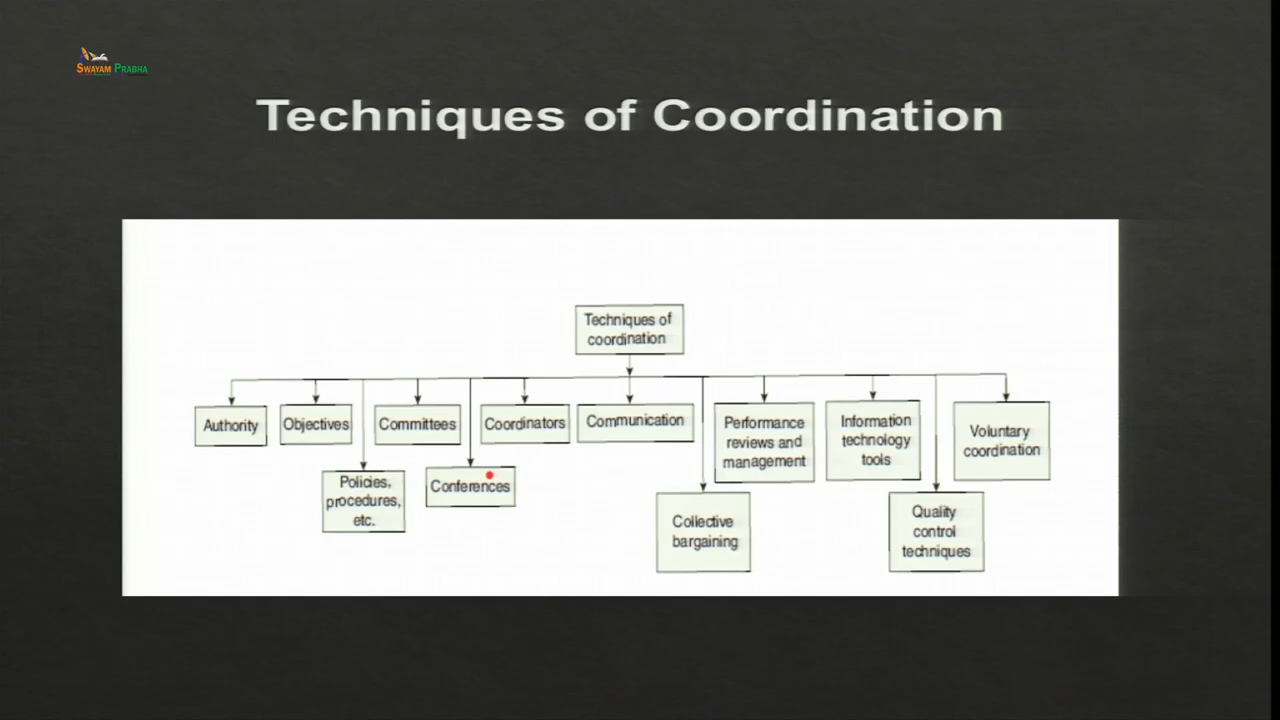 SWAYAM PRABHA
Techniques of Coordination
Techniques of
coordination
Authority
Objectives
Policies,
procedures,
etc.
Committees
Conferences
Coordinators
Communication
Collective
bargaining
Performance
reviews and
management
Information
technology
tools
Quality
control
techniques
Voluntary
coordination